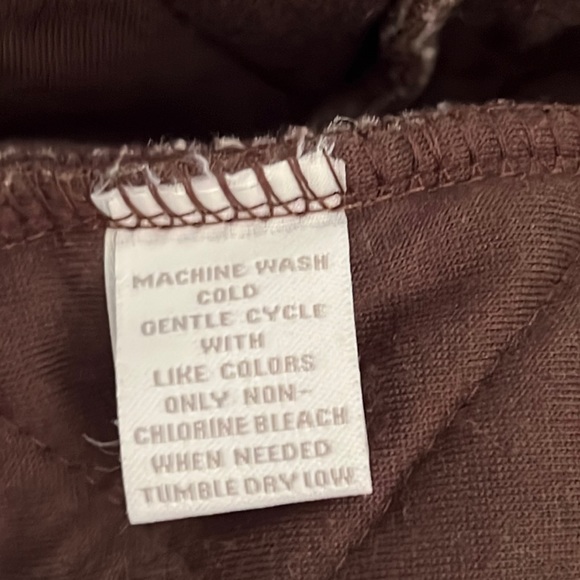 MACHINE WASH
COLD
GENTLE CYCLE
WITH
LIKE COLORS
ONLY NON-
CHLORINE BLEACH
WHEN NEEDED
TUMBLE DRY LOW